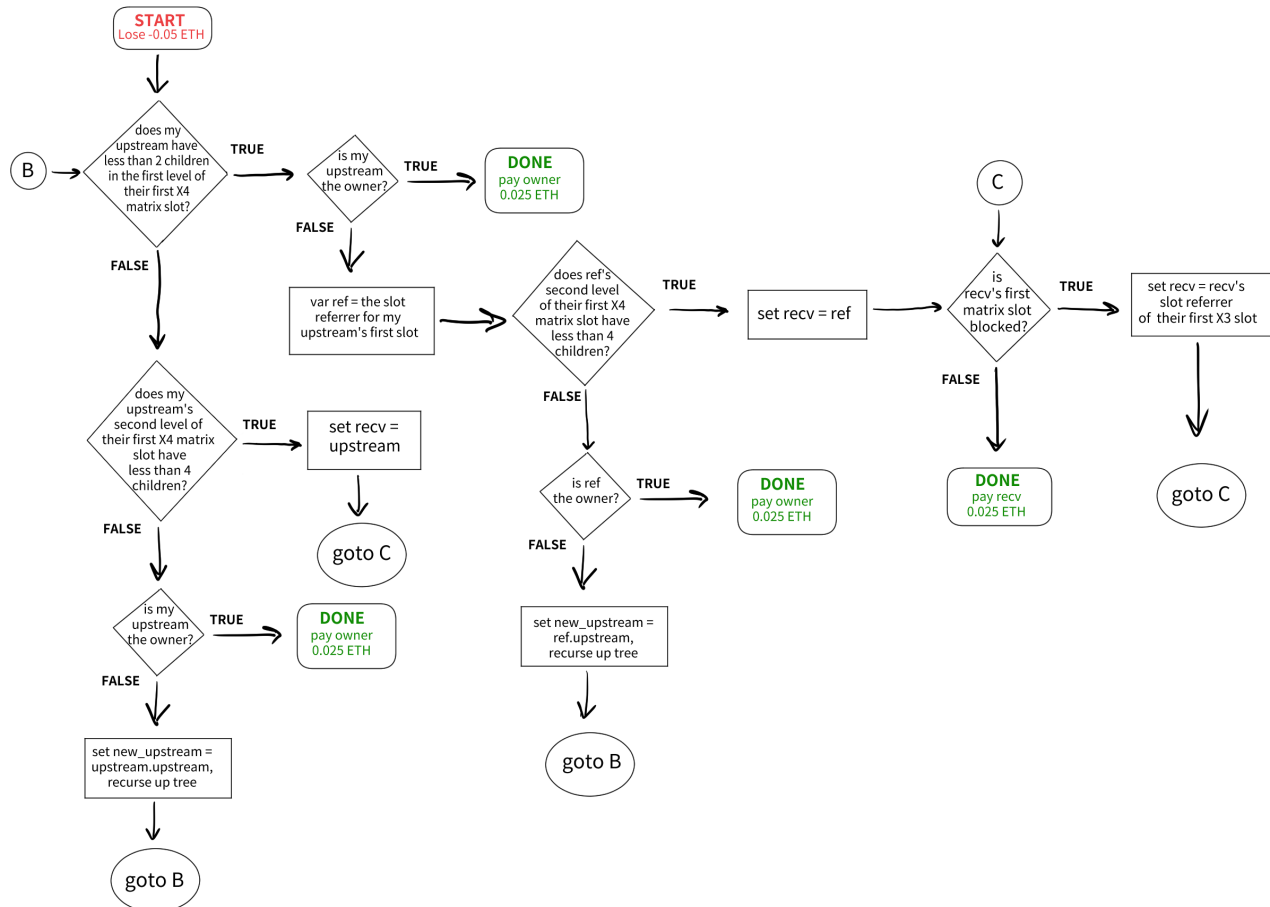 START
Lose -0.05 ETH
B
does my
upstream have
less than 2 children
in the first level of
their first X4
matrix slot?
TRUE
is my
upstream
the owner?
TRUE
DONE
pay owner
0.025 ETH
FALSE
FALSE
var ref = the slot
referrer for my
upstream's first slot
does ref's
second level
of their first X4
matrix slot have
less than 4
children?
TRUE
set recv = ref
C
is
recv's first
matrix slot
blocked?
TRUE
set recv = recv's
slot referrer
of their first X3 slot
FALSE
DONE
pay recv
0.025 ETH
goto C
FALSE
is ref
the owner?
TRUE
DONE
pay owner
0.025 ETH
FALSE
set new_upstream =
ref.upstream,
recurse up tree
goto B
does my
upstream's
second level of
their first X4 matrix
slot have
less than 4
children?
TRUE
set recv =
upstream
goto C
FALSE
is my
upstream
the owner?
TRUE
DONE
pay owner
0.025 ETH
FALSE
set new_upstream =
upstream.upstream,
recurse up tree
goto B